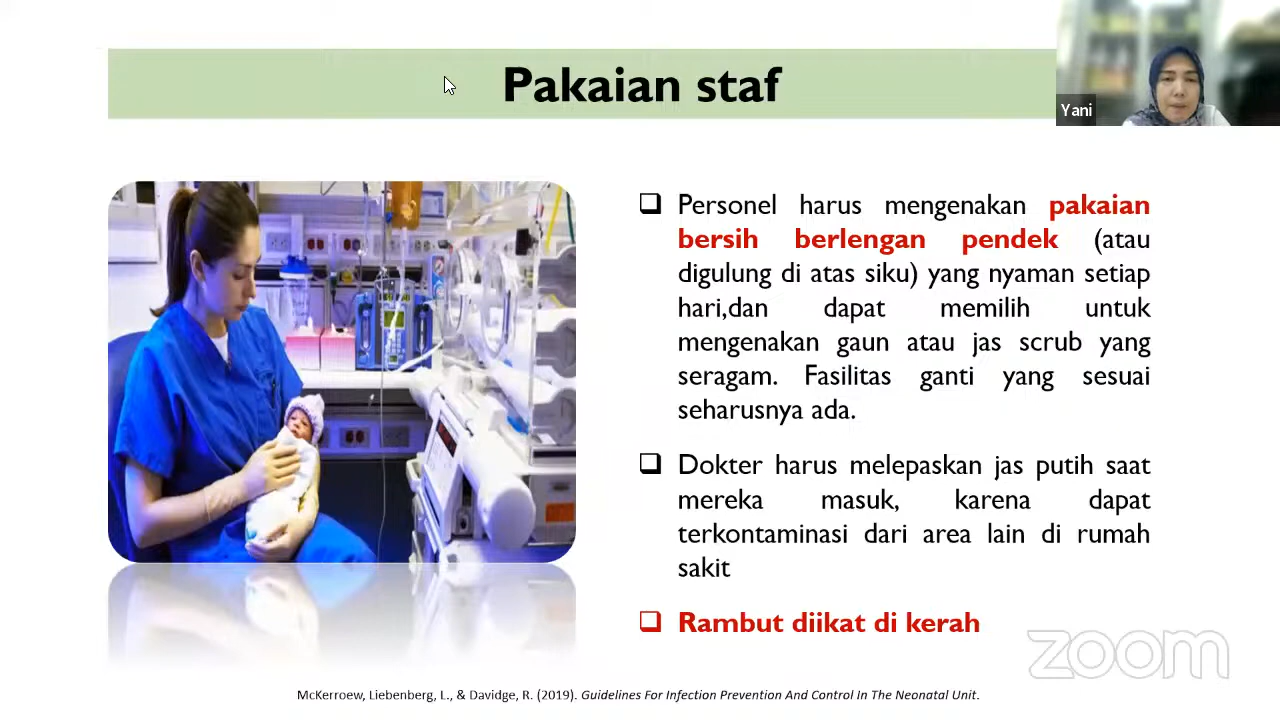 Pakaian staf
Yani
❑ Personel harus mengenakan pakaian
bersih berlengan pendek (atau
digulung di atas siku) yang nyaman setiap
hari,dan dapat memilih untuk
mengenakan gaun atau jas scrub yang
seragam. Fasilitas ganti yang sesuai
seharusnya ada.
❑ Dokter harus melepaskan jas putih saat
mereka masuk, karena dapat
terkontaminasi dari area lain di rumah
sakit
❑ Rambut diikat di kerah
zoom
McKerroew, Liebenberg, L., & Davidge, R. (2019). Guidelines For Infection Prevention And Control In The Neonatal Unit.